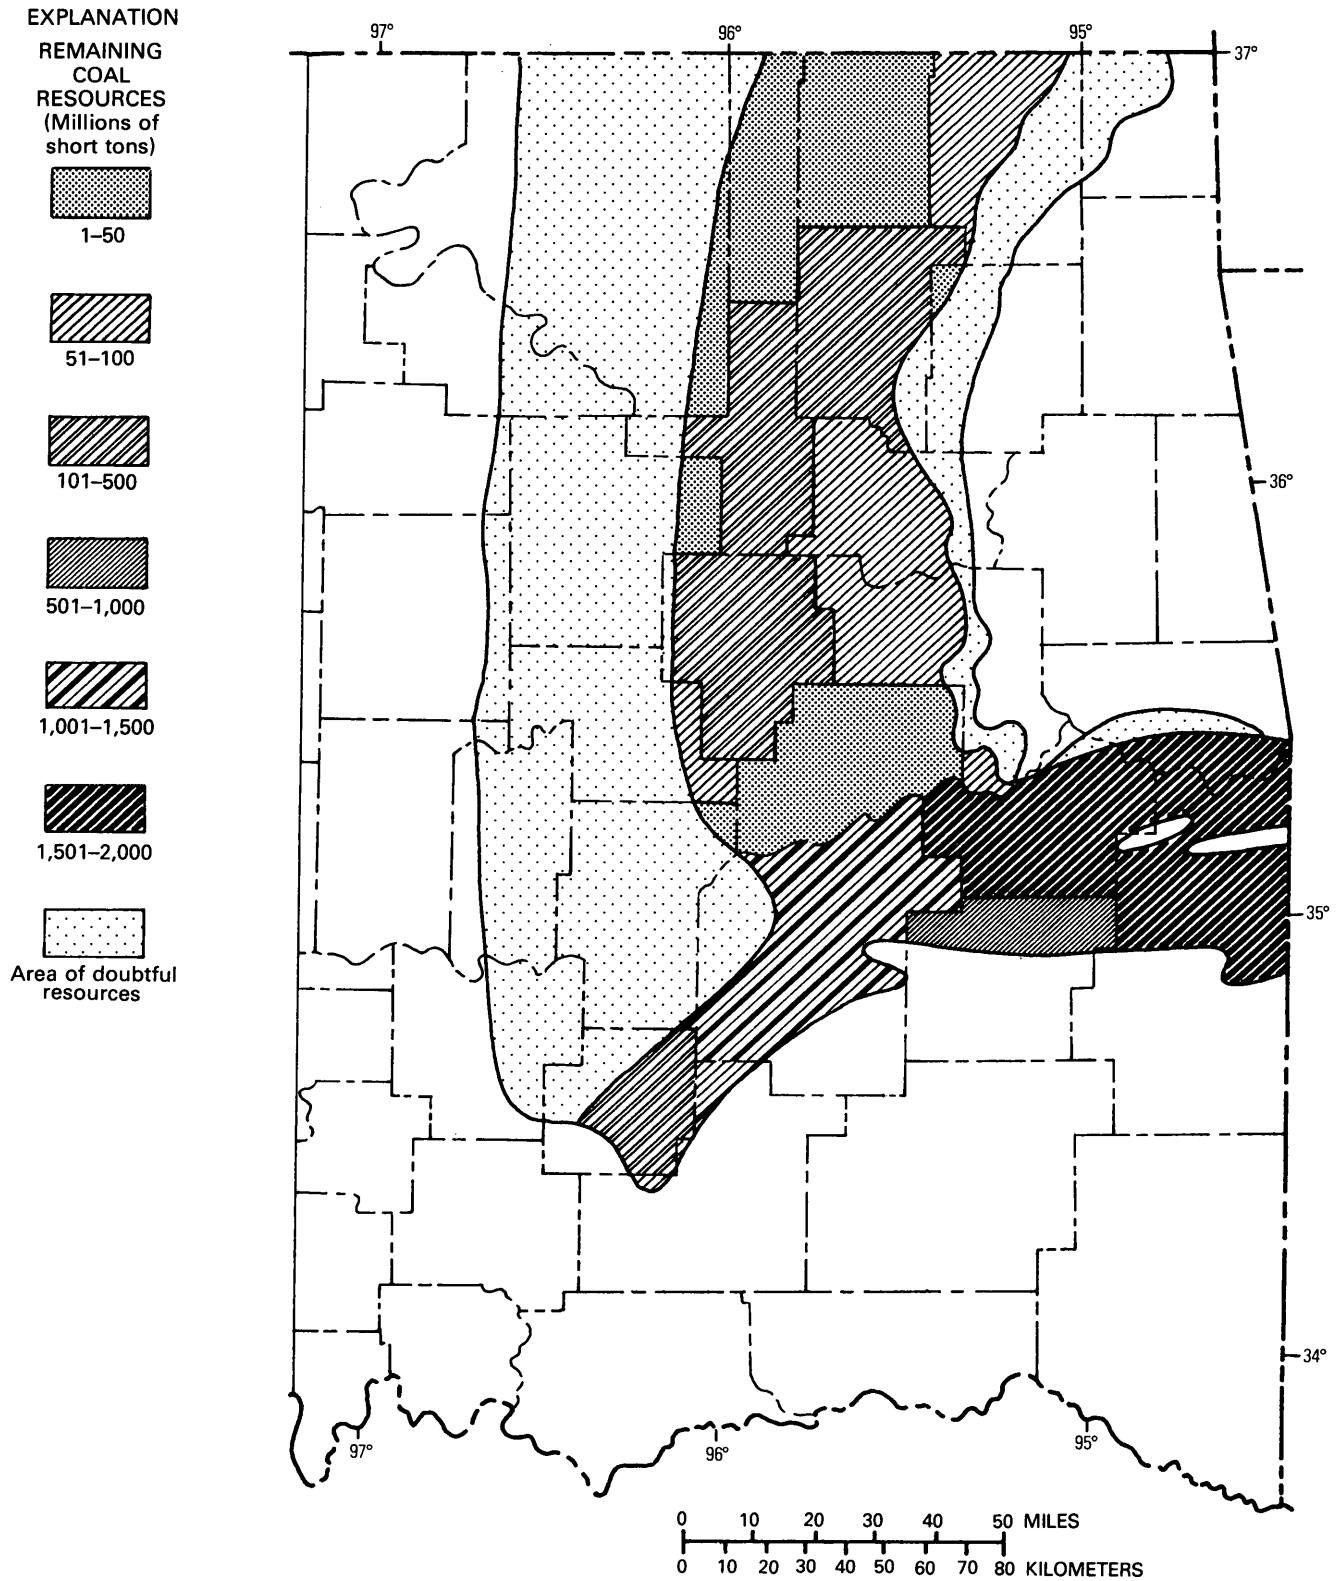 EXPLANATION
REMAINING
COAL
RESOURCES
(Millions of
short tons)
1–50
51–100
101–500
501–1,000
1,001–1,500
1,501–2,000
Area of doubtful
resources
97°
96°
95°
37°
36°
35°
34°
97°
96°
95°
0 10 20 30 40 50 MILES
0 10 20 30 40 50 60 70 80 KILOMETERS